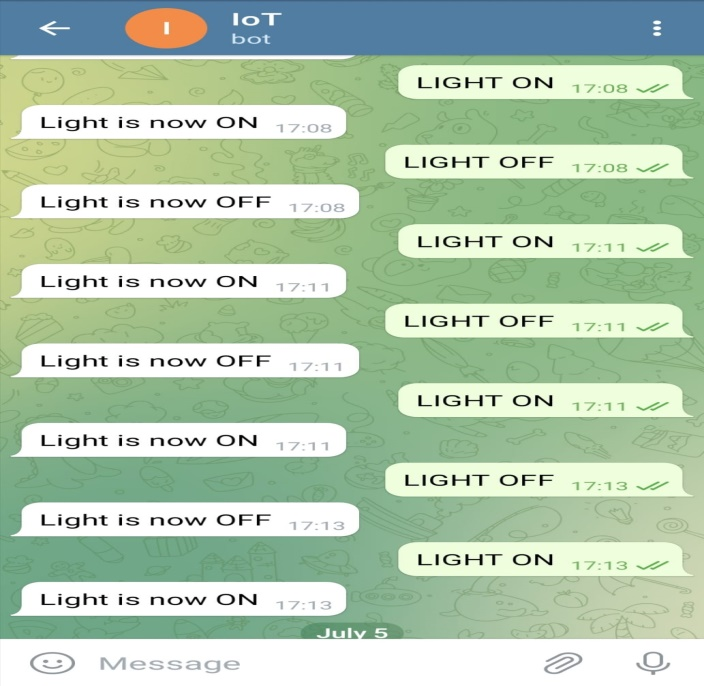 I
IoT
bot
LIGHT ON 17:08
Light is now ON 17:08
LIGHT OFF 17:08
Light is now OFF 17:08
LIGHT ON 17:11
Light is now ON 17:11
LIGHT OFF 17:11
Light is now OFF 17:11
LIGHT ON 17:11
Light is now ON 17:11
LIGHT OFF 17:13
Light is now OFF 17:13
LIGHT ON 17:13
Light is now ON 17:13
July 5
Message